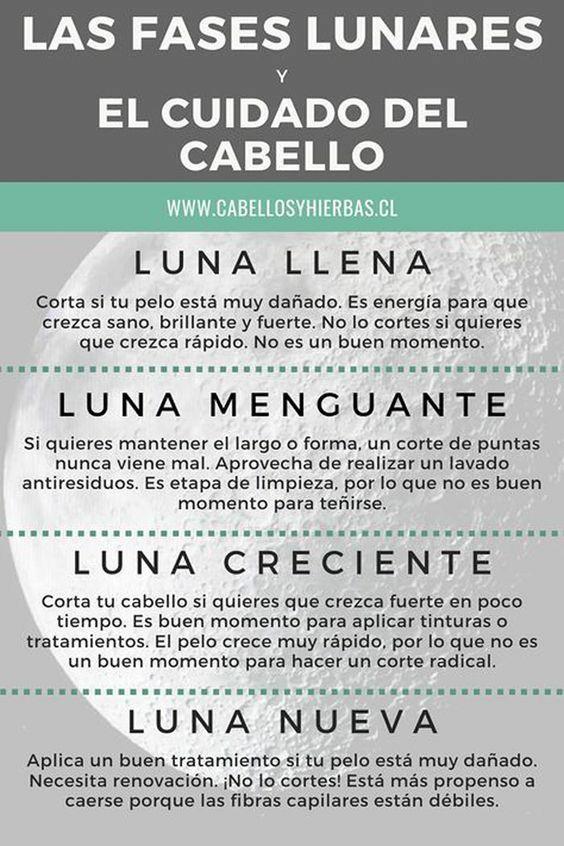 LAS FASES LUNARES
Y
EL CUIDADO DEL
CABELLO
WWW.CABELLOSYHIERBAS.CL
LUNA LLENA
Corta si tu pelo está muy dañado. Es energía para que
crezca sano, brillante y fuerte. No lo cortes si quieres
que crezca rápido. No es un buen momento.
LUNA MENGUANTE
Si quieres mantener el largo o forma, un corte de puntas
nunca viene mal. Aprovecha de realizar un lavado
antiresiduos. Es etapa de limpieza, por lo que no es buen
momento para teñirse.
LUNA CRECIENTE
Corta tu cabello si quieres que crezca fuerte en poco
tiempo. Es buen momento para aplicar tinturas o
tratamientos. El pelo crece muy rápido, por lo que no es
un buen momento para hacer un corte radical.
LUNA NUEVA
Aplica un buen tratamiento si tu pelo está muy dañado.
Necesita renovación. ¡No lo cortes! Está más propenso a
caerse porque las fibras capilares están débiles.